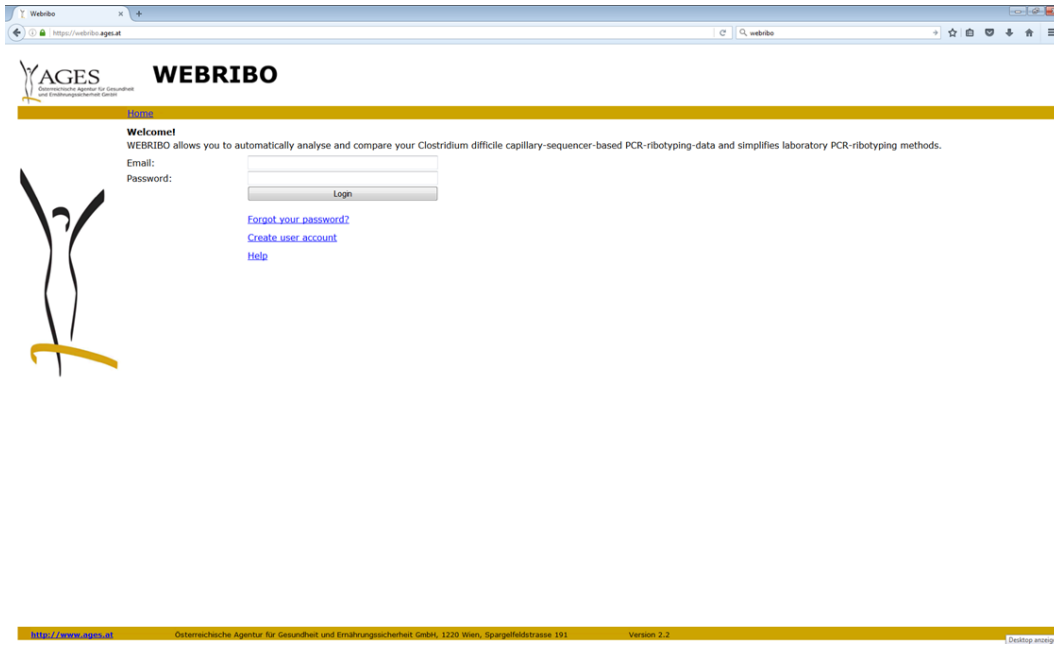 Webribo
https://webribo.ages.at
webribo
AGES
Österreichische Agentur für Gesundheit
und Ernährungssicherheit GmbH
WEBRIBO
Home
Welcome!
WEBRIBO allows you to automatically analyse and compare your Clostridium difficile capillary-sequencer-based PCR-ribotyping-data and simplifies laboratory PCR-ribotyping methods.
Email:
Password:
Login
Forgot your password?
Create user account
Help
http://www.ages.at Österreichische Agentur für Gesundheit und Ernährungssicherheit GmbH, 1220 Wien, Spargelfeldstrasse 191 Version 2.2
Desktop anzeig